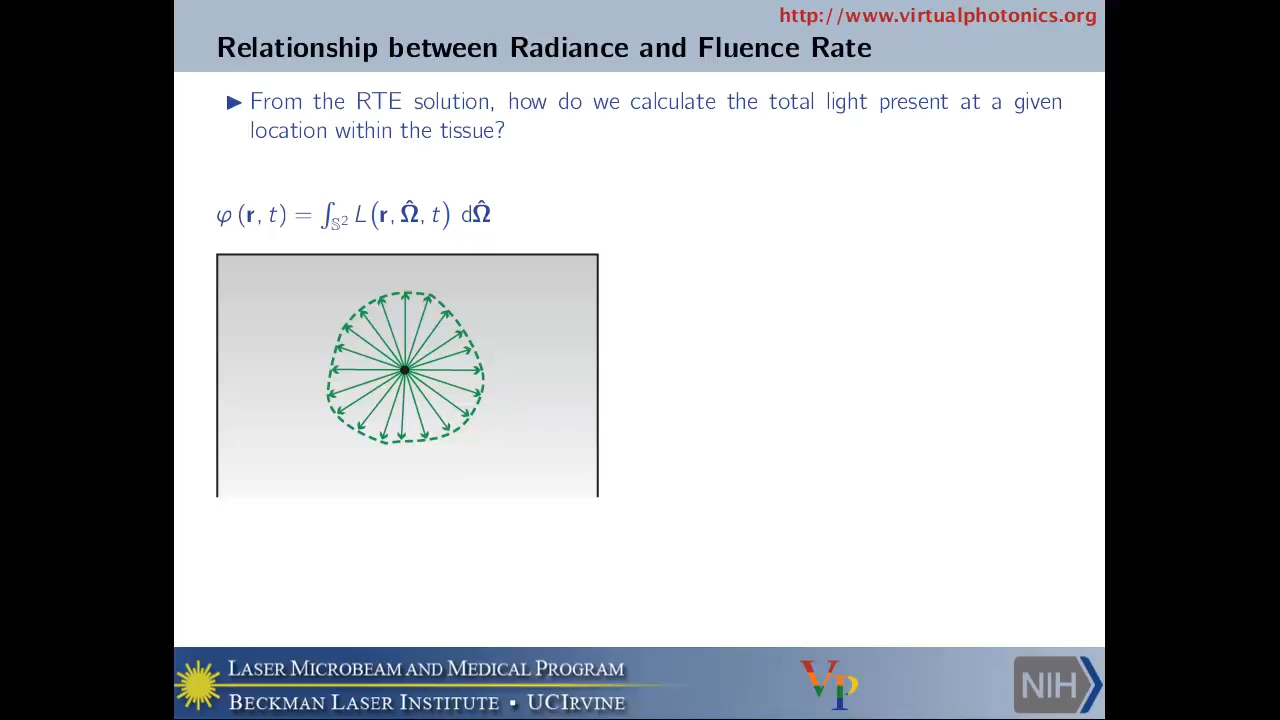 http://www.virtualphotonics.org
Relationship between Radiance and Fluence Rate
▶ From the RTE solution, how do we calculate the total light present at a given
location within the tissue?
φ (r, t) = ∫_𝕊² L(r, Ω̂, t) dΩ̂
LASER MICROBEAM AND MEDICAL PROGRAM
BECKMAN LASER INSTITUTE ▪ UCIRVINE
VP
NIH